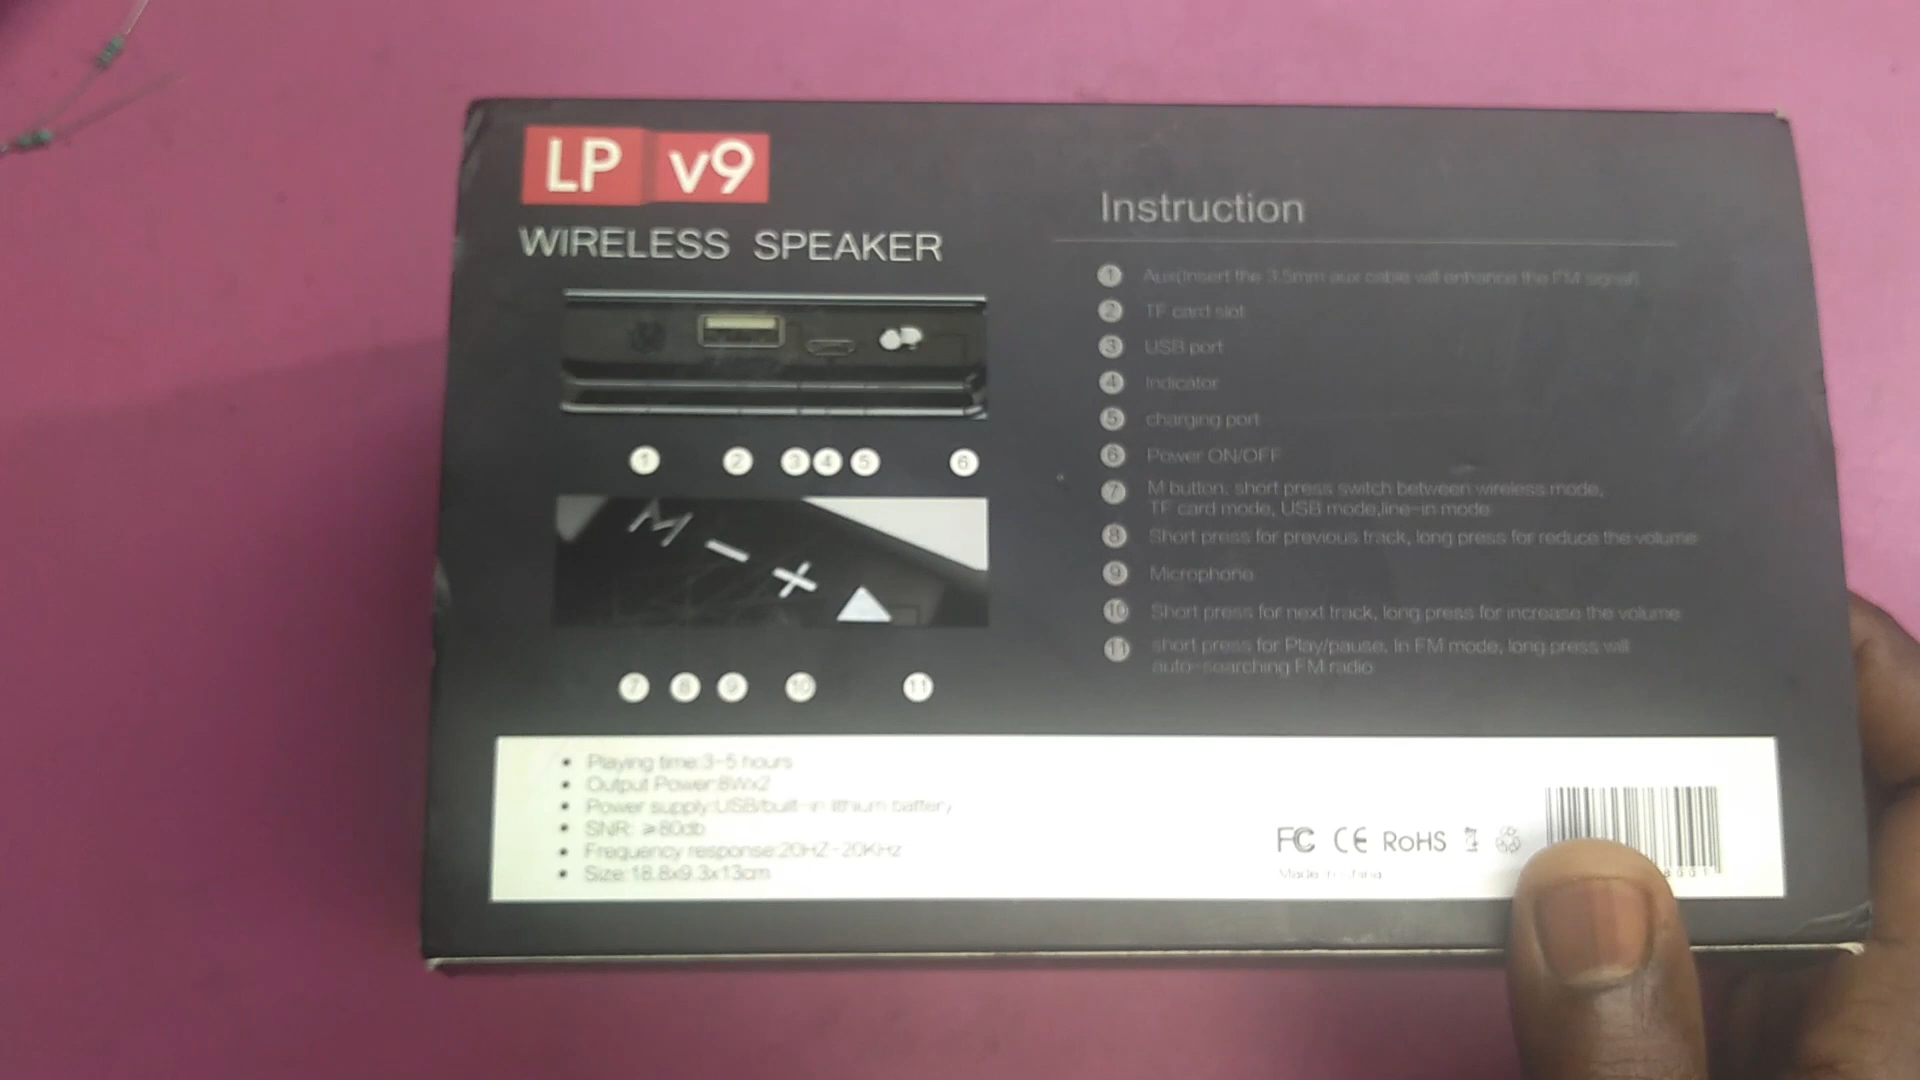 LP v9
WIRELESS SPEAKER
1 2 3 4 5 6
M − +
7 8 9 10 11
Instruction
1 Aux(Insert the 3.5mm aux cable will enhance the FM signal)
2 TF card slot
3 USB port
4 Indicator
5 charging port
6 Power ON/OFF
7 M button: short press switch between wireless mode,
TF card mode, USB mode,line-in mode
8 Short press for previous track, long press for reduce the volume
9 Microphone
10 Short press for next track, long press for increase the volume
11 short press for Play/pause. In FM mode, long press will
auto-searching FM radio
• Playing time:3-5 hours
• Output Power:8Wx2
• Power supply:USB/built-in lithium battery
• SNR: ≥80db
• Frequency response:20HZ-20KHz
• Size:18.8x9.3x13cm
FC CE RoHS
Made in China